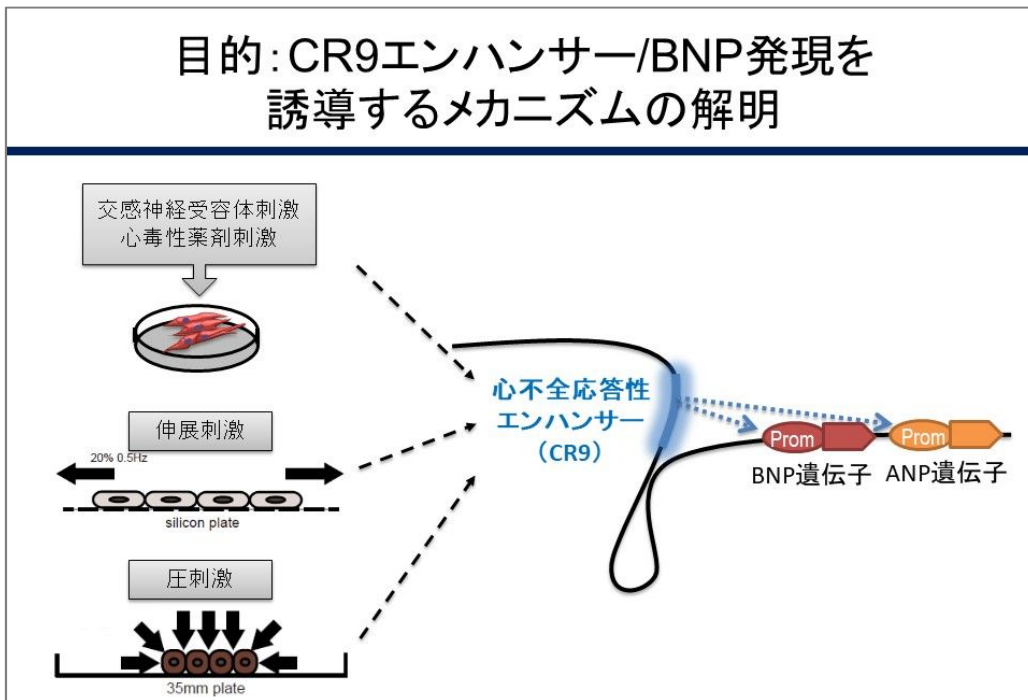 目的:CR9エンハンサー/BNP発現を
誘導するメカニズムの解明
交感神経受容体刺激
心毒性薬剤刺激
伸展刺激
20% 0.5Hz
silicon plate
圧刺激
35mm plate
心不全応答性
エンハンサー
（CR9）
Prom
BNP遺伝子
Prom
ANP遺伝子